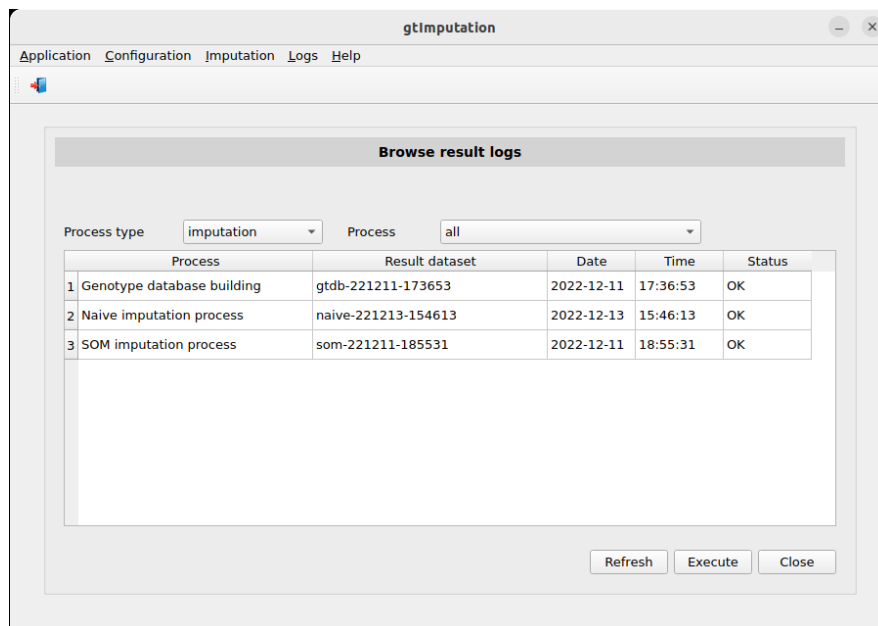 gtImputation
Application Configuration Imputation Logs Help
Browse result logs
Process type imputation Process all
Process Result dataset Date Time Status
1 Genotype database building gtdb-221211-173653 2022-12-11 17:36:53 OK
2 Naive imputation process naive-221213-154613 2022-12-13 15:46:13 OK
3 SOM imputation process som-221211-185531 2022-12-11 18:55:31 OK
Refresh Execute Close